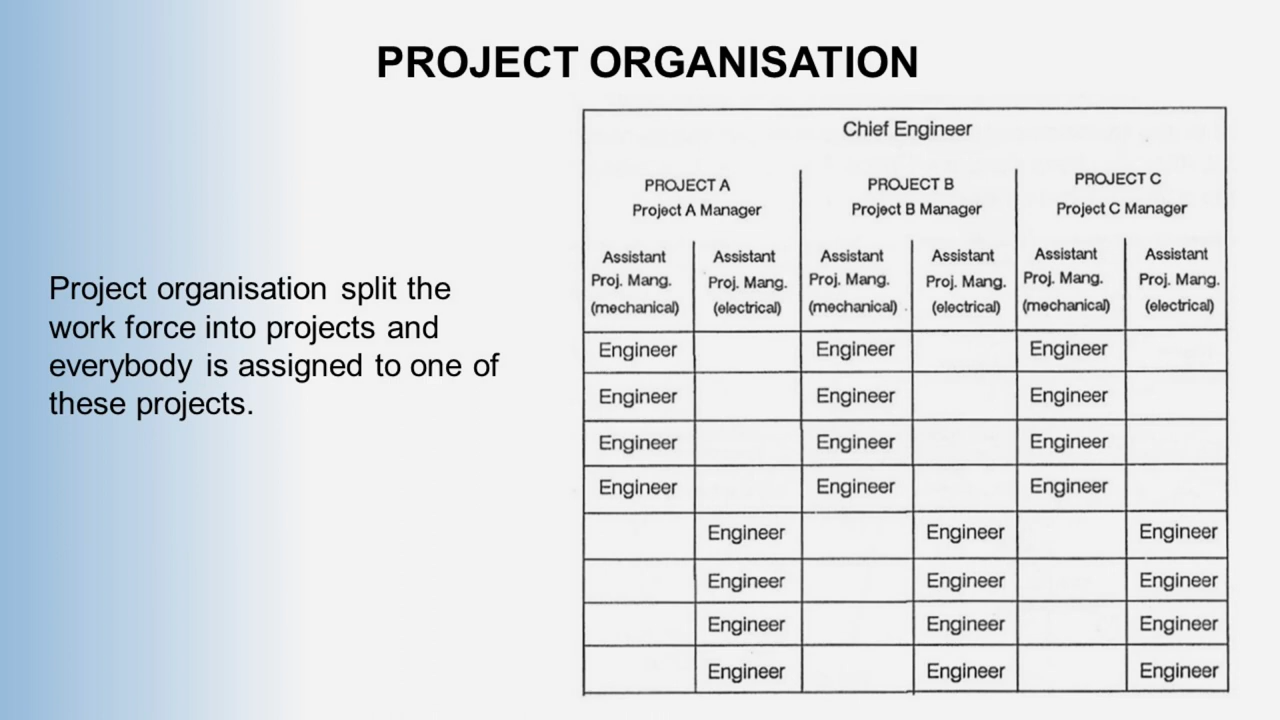 PROJECT ORGANISATION
Project organisation split the
work force into projects and
everybody is assigned to one of
these projects.
Chief Engineer
PROJECT A PROJECT B PROJECT C
Project A Manager Project B Manager Project C Manager
Assistant Assistant Assistant Assistant Assistant Assistant
Proj. Mang. Proj. Mang. Proj. Mang. Proj. Mang. Proj. Mang. Proj. Mang.
(mechanical) (electrical) (mechanical) (electrical) (mechanical) (electrical)
Engineer Engineer Engineer
Engineer Engineer Engineer
Engineer Engineer Engineer
Engineer Engineer Engineer
Engineer Engineer Engineer
Engineer Engineer Engineer
Engineer Engineer Engineer
Engineer Engineer Engineer